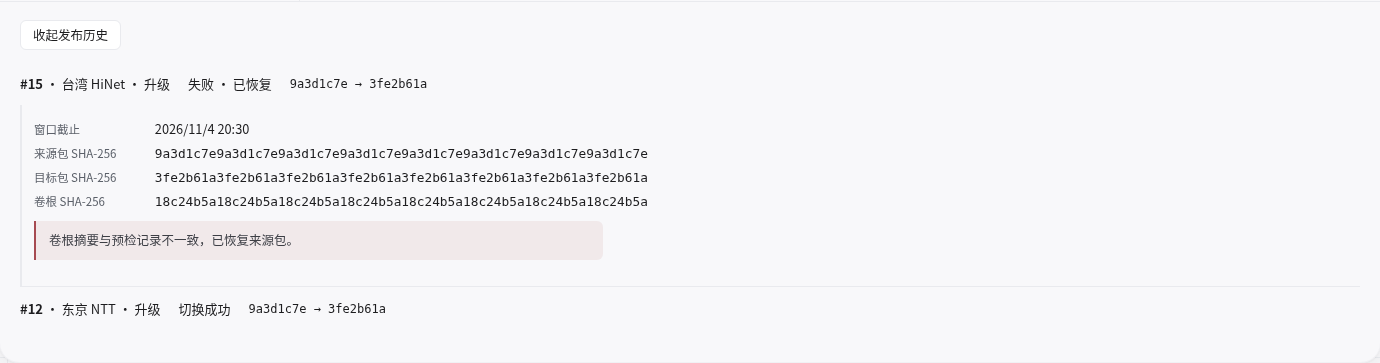 收起发布历史
#15 · 台湾 HiNet · 升级 失败 · 已恢复 9a3d1c7e → 3fe2b61a
窗口截止 2026/11/4 20:30
来源包 SHA-256 9a3d1c7e9a3d1c7e9a3d1c7e9a3d1c7e9a3d1c7e9a3d1c7e9a3d1c7e9a3d1c7e
目标包 SHA-256 3fe2b61a3fe2b61a3fe2b61a3fe2b61a3fe2b61a3fe2b61a3fe2b61a3fe2b61a
卷根 SHA-256 18c24b5a18c24b5a18c24b5a18c24b5a18c24b5a18c24b5a18c24b5a18c24b5a
卷根摘要与预检记录不一致，已恢复来源包。
#12 · 东京 NTT · 升级 切换成功 9a3d1c7e → 3fe2b61a